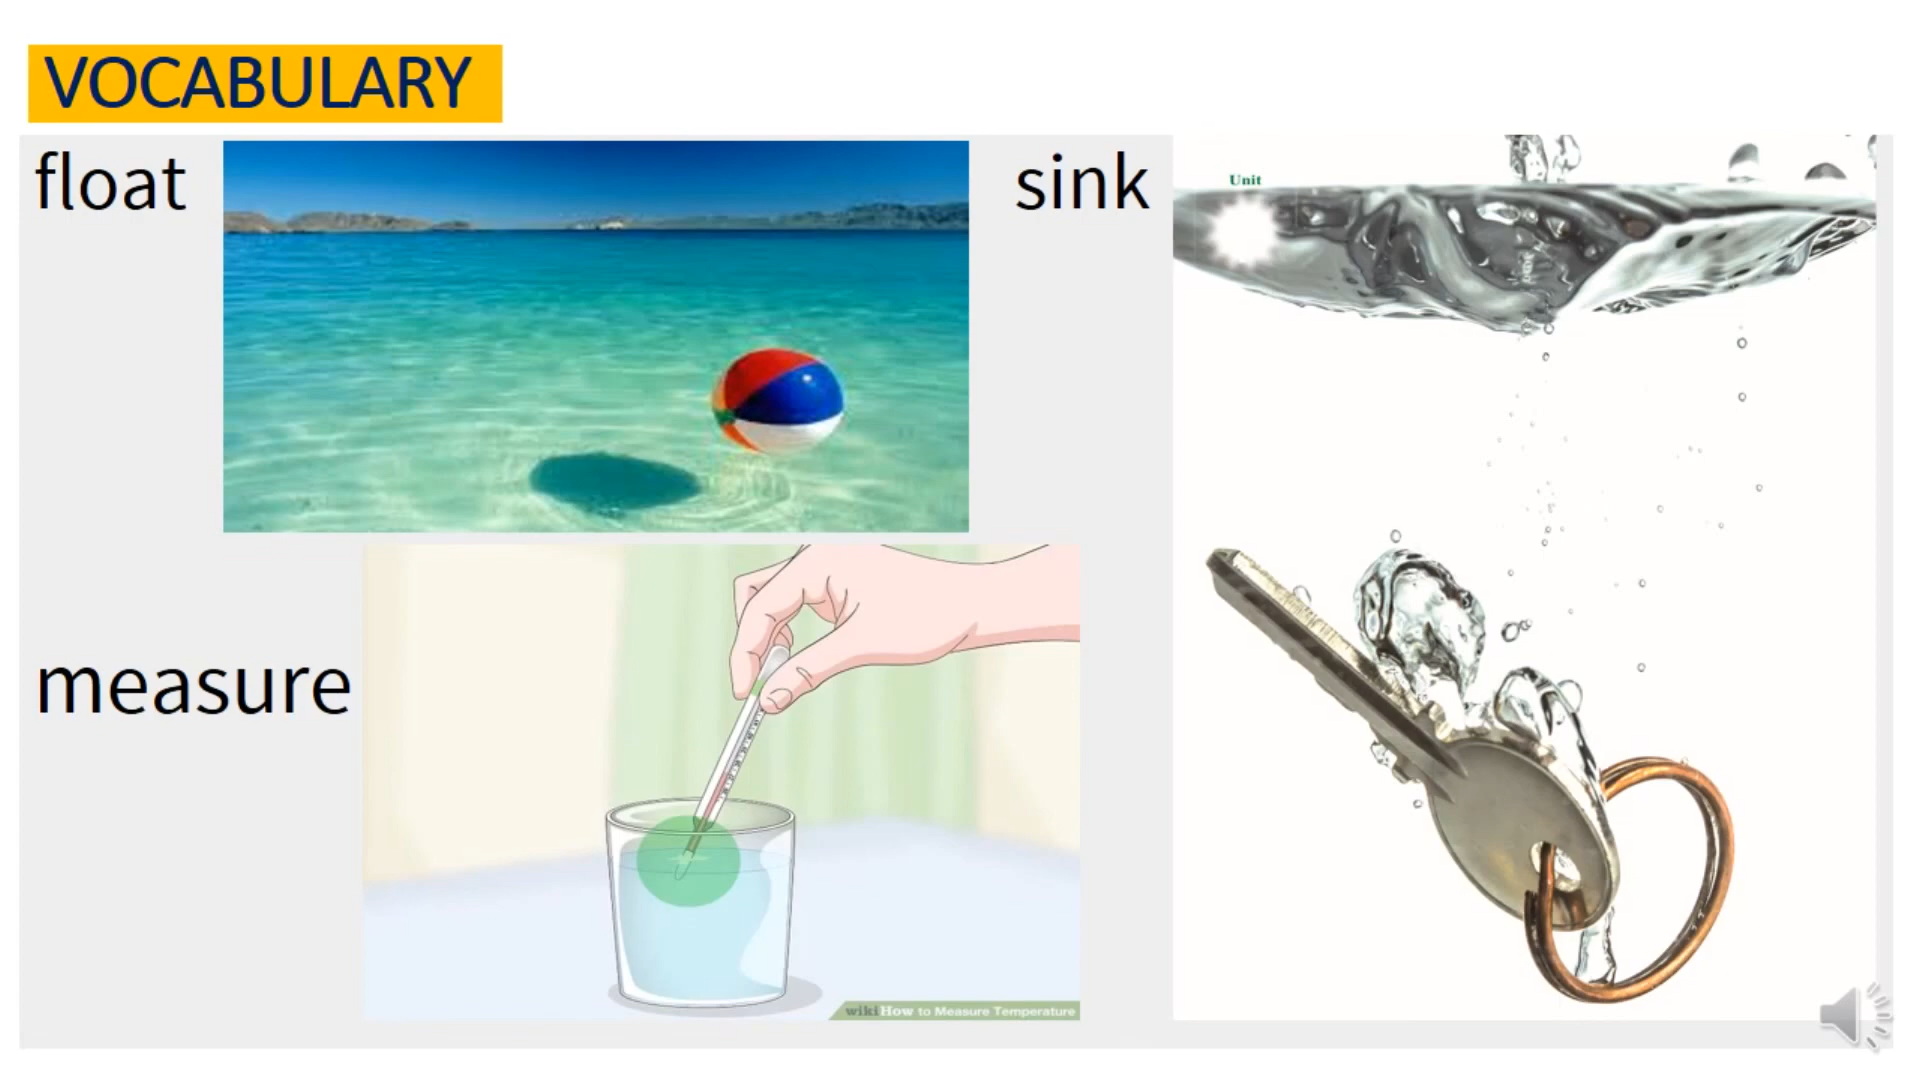 VOCABULARY
float
sink
Unit
measure
wikiHow to Measure Temperature